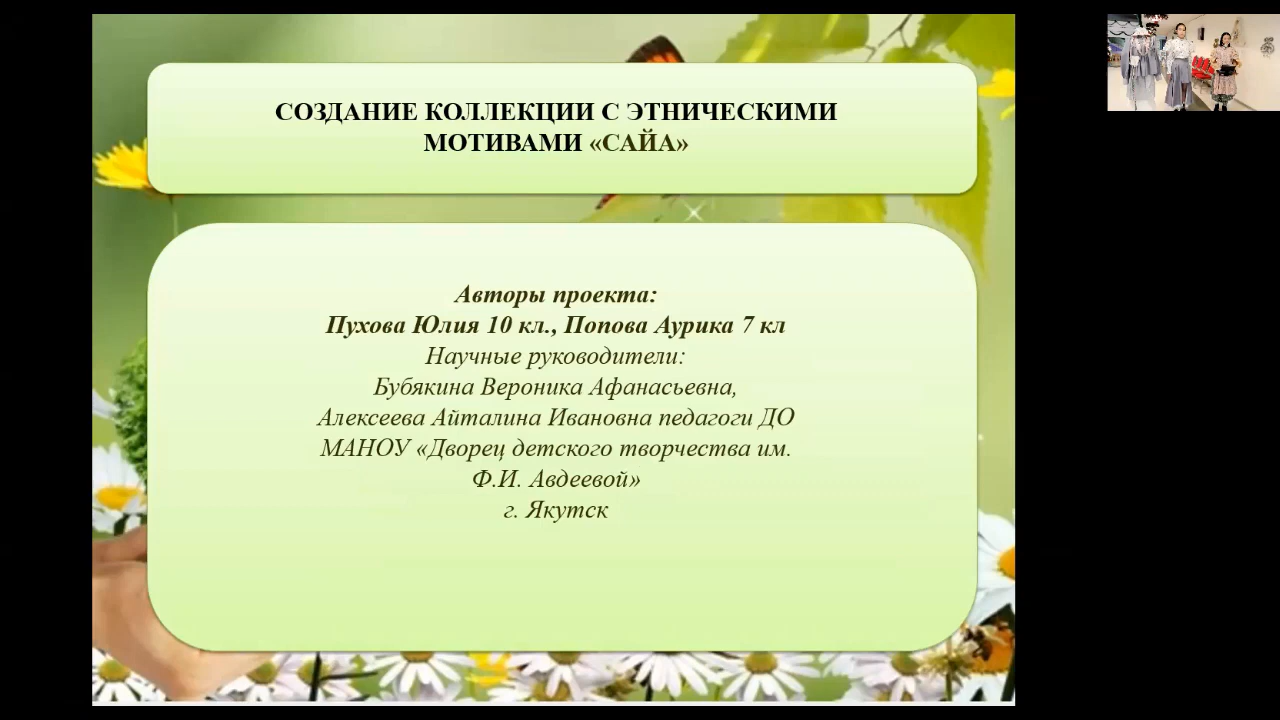 СОЗДАНИЕ КОЛЛЕКЦИИ С ЭТНИЧЕСКИМИ
МОТИВАМИ «САЙА»
Авторы проекта:
Пухова Юлия 10 кл., Попова Аурика 7 кл
Научные руководители:
Бубякина Вероника Афанасьевна,
Алексеева Айталина Ивановна педагоги ДО
МАНОУ «Дворец детского творчества им.
Ф.И. Авдеевой»
г. Якутск